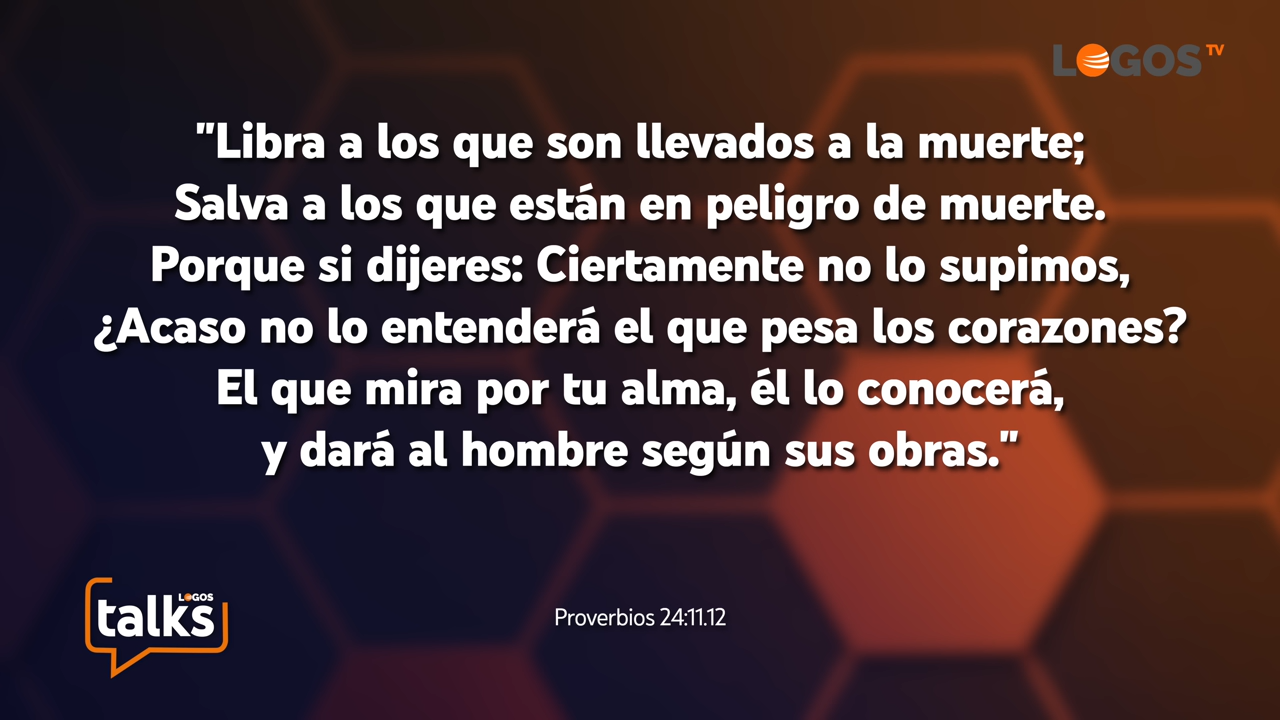 LOGOS TV
"Libra a los que son llevados a la muerte;
Salva a los que están en peligro de muerte.
Porque si dijeres: Ciertamente no lo supimos,
¿Acaso no lo entenderá el que pesa los corazones?
El que mira por tu alma, él lo conocerá,
y dará al hombre según sus obras."
LOGOS
talks
Proverbios 24:11.12